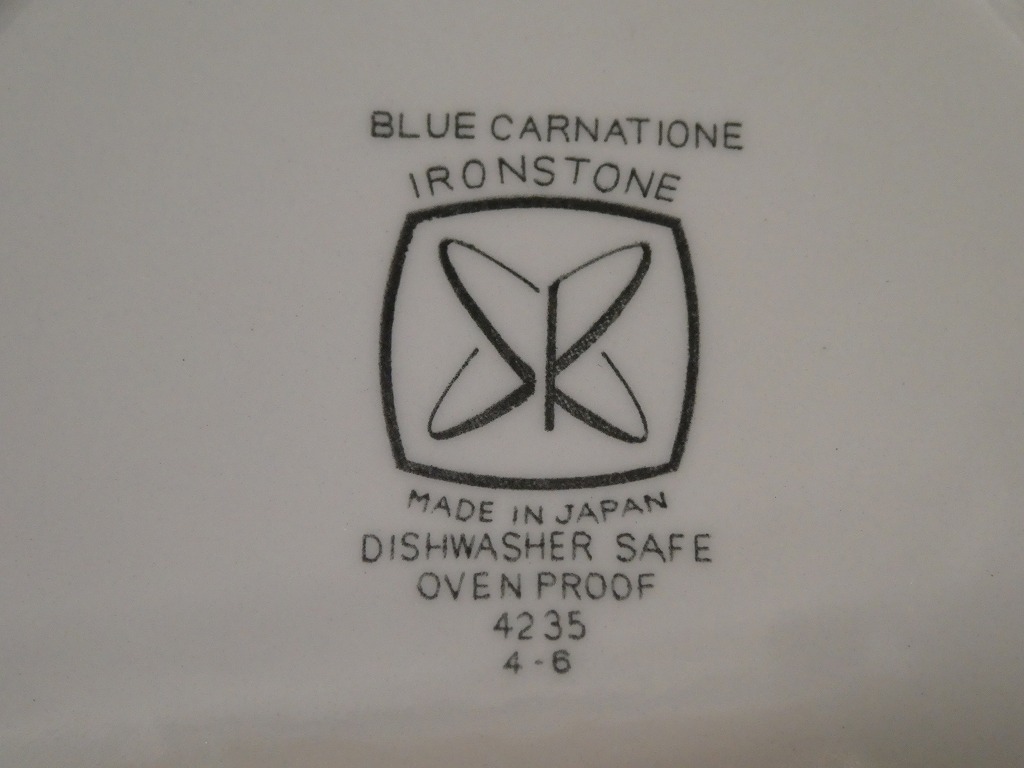 BLUE CARNATIONE
IRONSTONE
MADE IN JAPAN
DISHWASHER SAFE
OVEN PROOF
4235
4-6